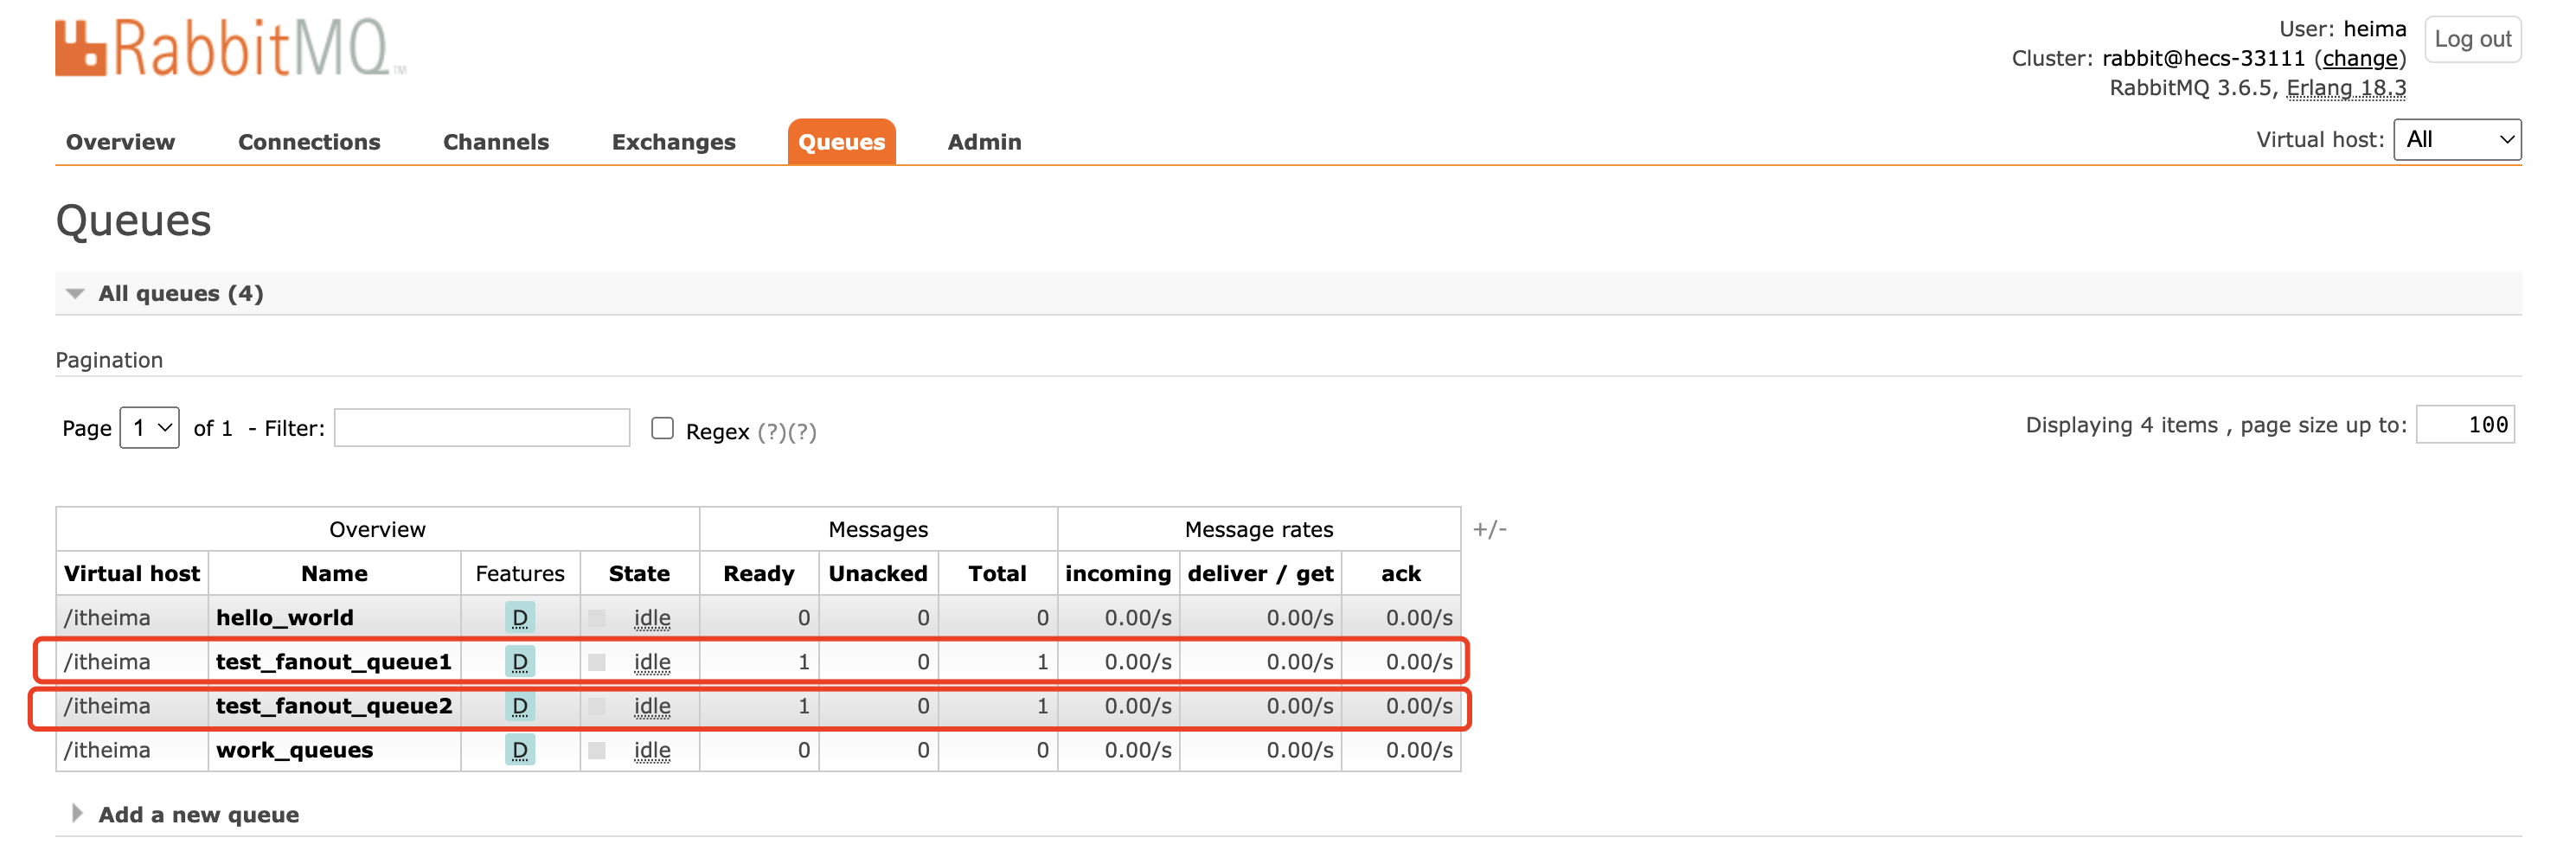 RabbitMQ TM
User: heima
Log out
Cluster: rabbit@hecs-33111 (change)
RabbitMQ 3.6.5, Erlang 18.3
Overview Connections Channels Exchanges Queues Admin
Virtual host: All
Queues
All queues (4)
Pagination
Page 1 of 1 - Filter: Regex (?)(?)
Displaying 4 items , page size up to: 100
Overview Messages Message rates +/-
Virtual host Name Features State Ready Unacked Total incoming deliver / get ack
/itheima hello_world D idle 0 0 0 0.00/s 0.00/s 0.00/s
/itheima test_fanout_queue1 D idle 1 0 1 0.00/s 0.00/s 0.00/s
/itheima test_fanout_queue2 D idle 1 0 1 0.00/s 0.00/s 0.00/s
/itheima work_queues D idle 0 0 0 0.00/s 0.00/s 0.00/s
Add a new queue